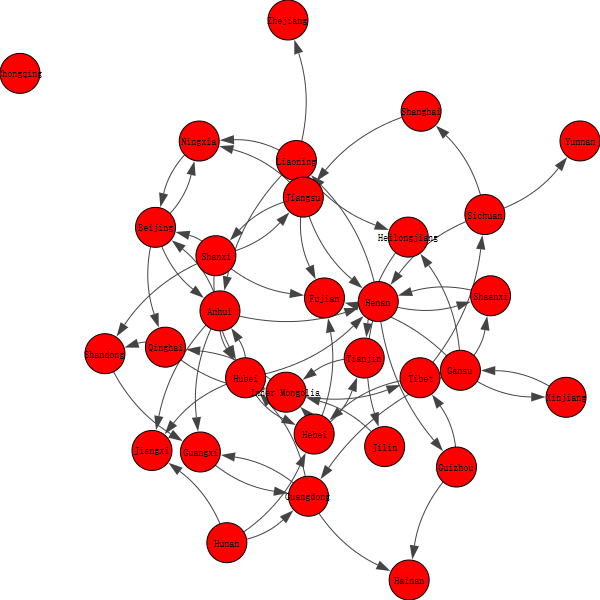 Zhejiang
Chongqing
Shanghai
Ningxia
Yunnan
Liaoning
Jiangsu
Sichuan
Beijing
Heilongjiang
Shanxi
Fujian
Henan
Shaanxi
Anhui
Qinghai
Shandong
Tianjin
Gansu
Hubei
Tibet
Inner Mongolia
Xinjiang
Hebei
Jilin
Jiangxi
Guangxi
Guizhou
Guangdong
Hunan
Hainan